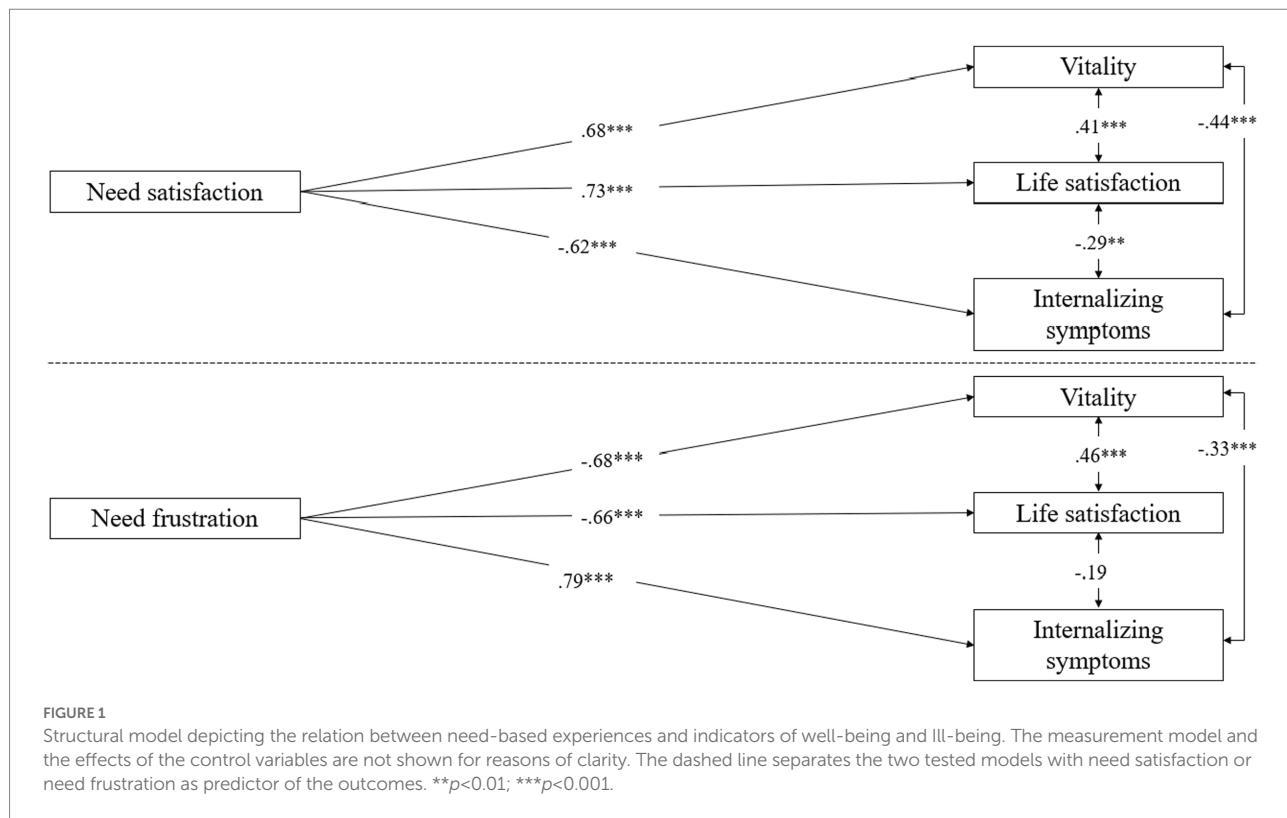 Vitality
.68***
.41***
-.44***
Need satisfaction
.73***
Life satisfaction
-.62***
-.29**
Internalizing
symptoms
Vitality
-.68***
.46***
-.33***
Need frustration
-.66***
Life satisfaction
.79***
-.19
Internalizing
symptoms
FIGURE 1
Structural model depicting the relation between need-based experiences and indicators of well-being and Ill-being. The measurement model and
the effects of the control variables are not shown for reasons of clarity. The dashed line separates the two tested models with need satisfaction or
need frustration as predictor of the outcomes. **p<0.01; ***p<0.001.